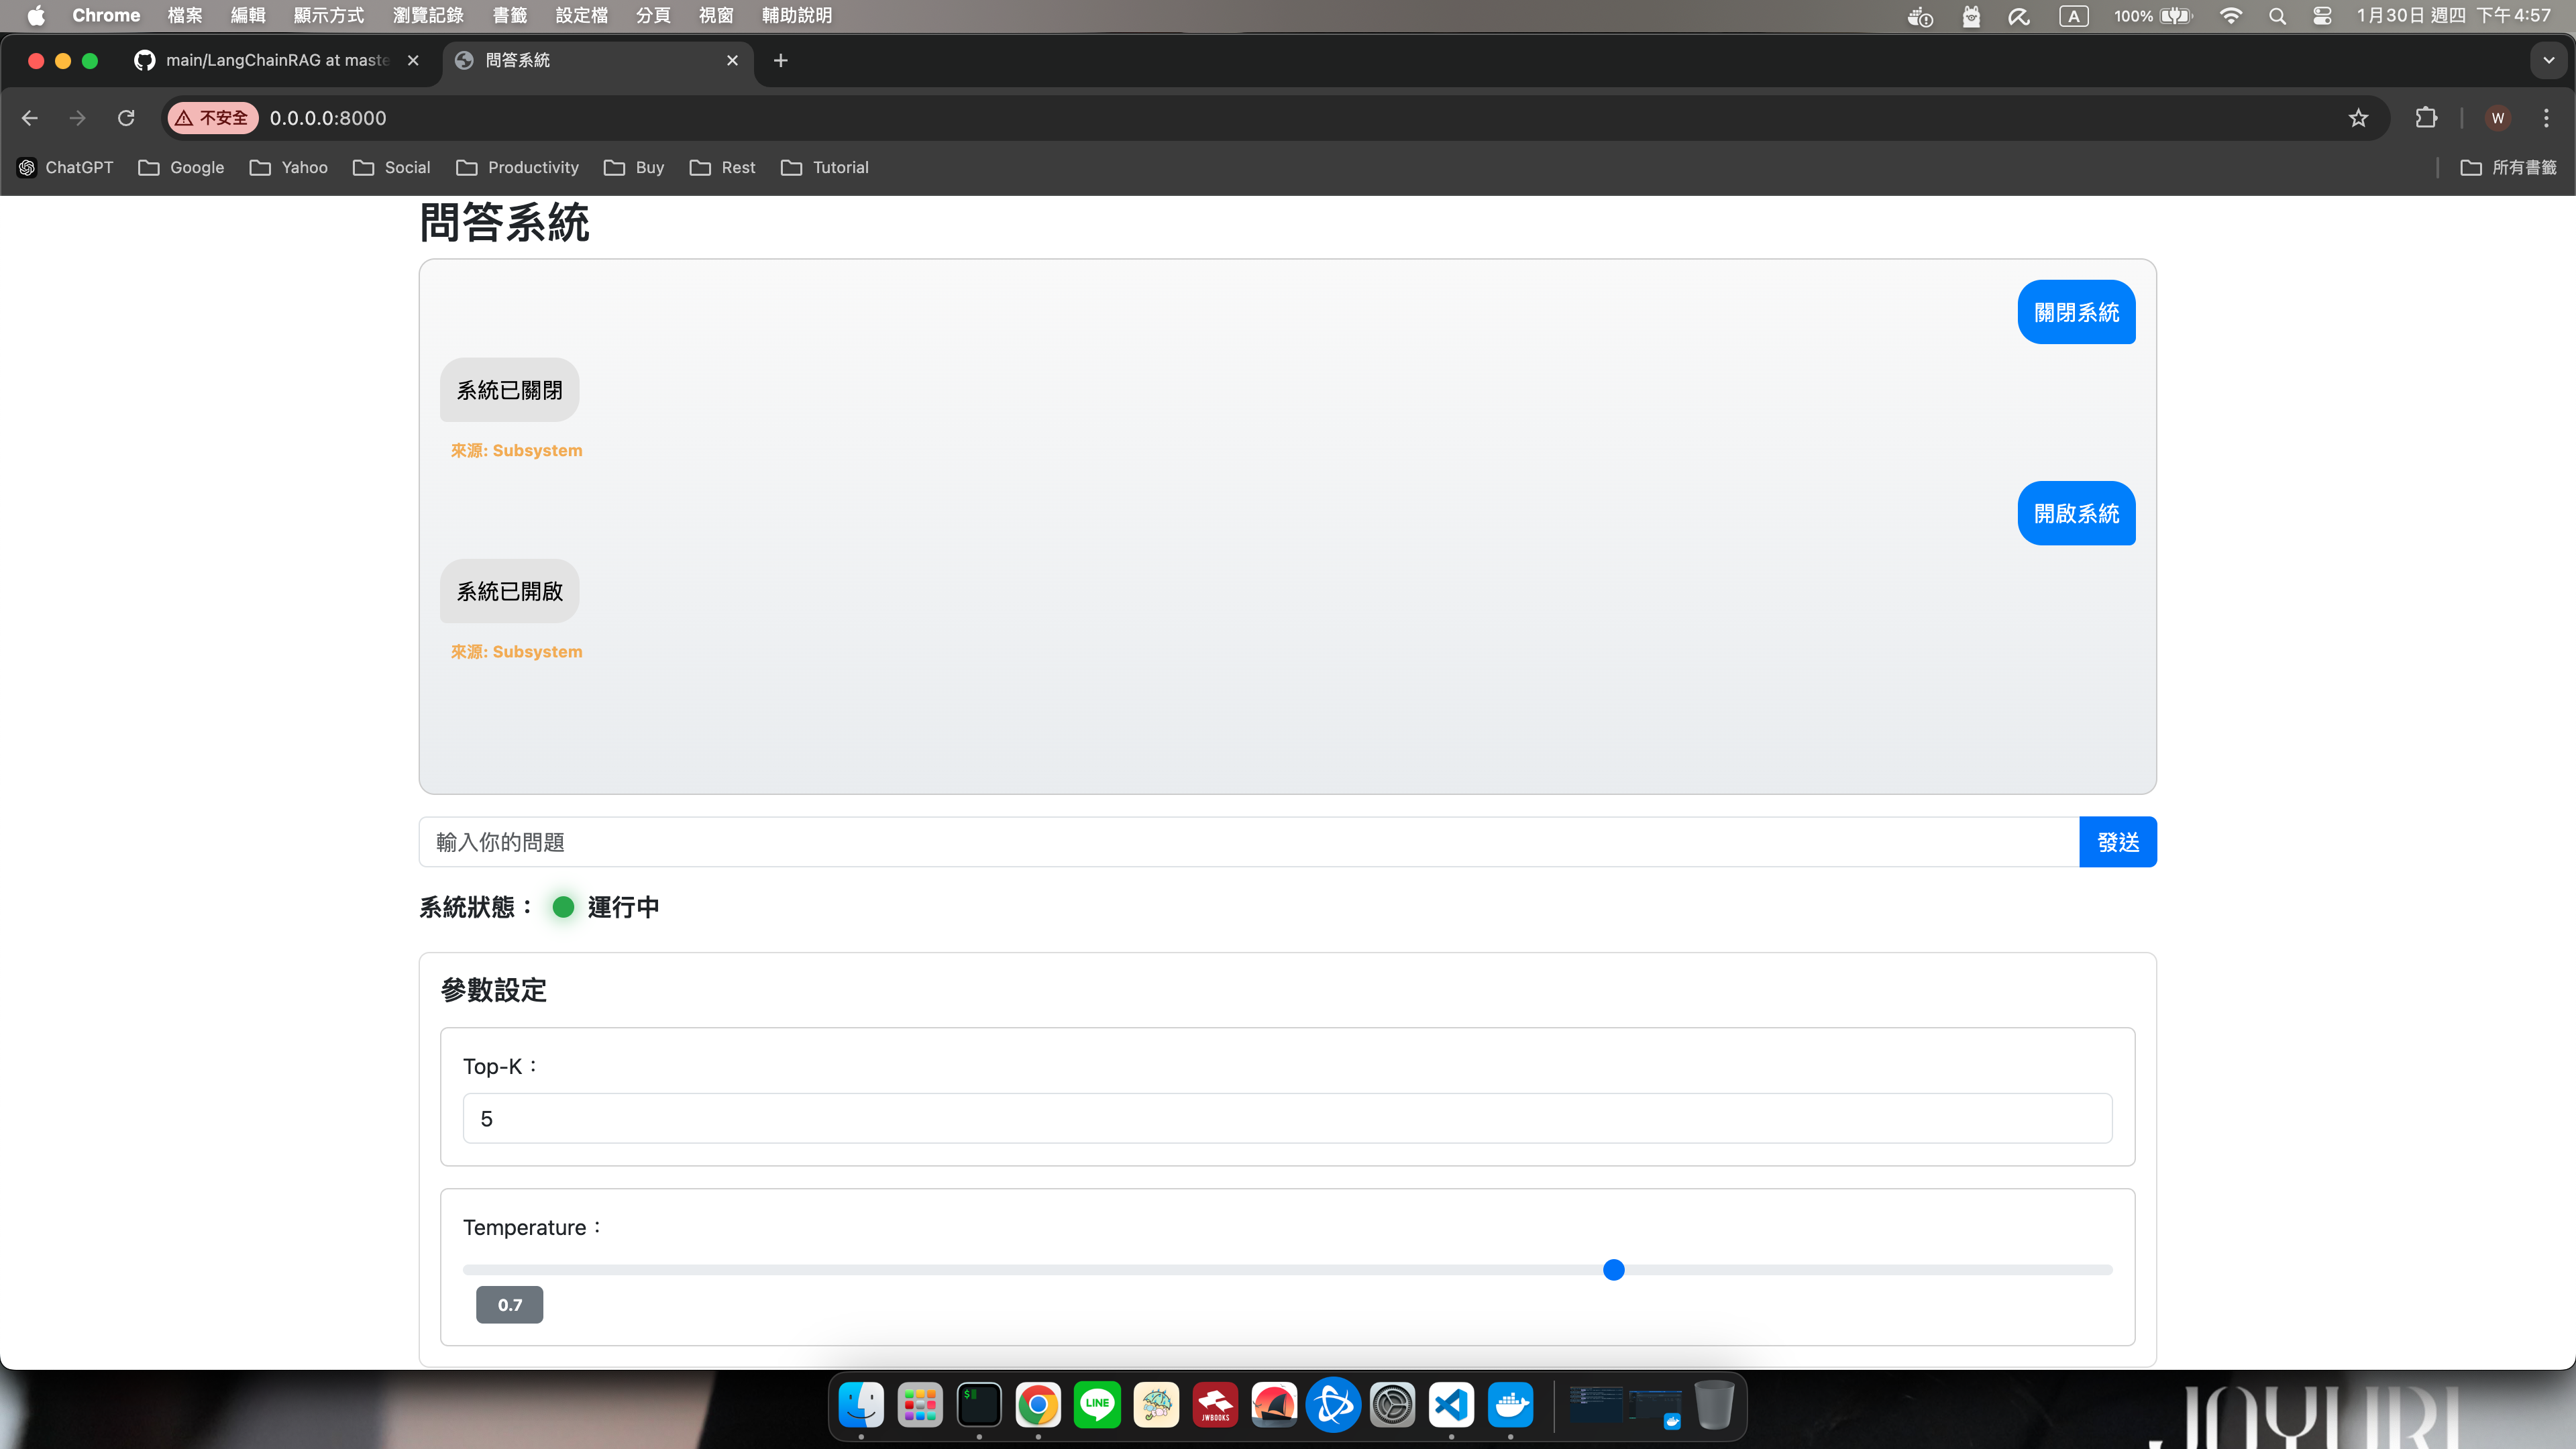 Chrome 檔案 編輯 顯示方式 瀏覽記錄 書籤 設定檔 分頁 視窗 輔助說明 A 100% 1月30日 週四 下午4:57
main/LangChainRAG at maste 問答系統
不安全 0.0.0.0:8000 W
ChatGPT Google Yahoo Social Productivity Buy Rest Tutorial 所有書籤
問答系統
關閉系統
系統已關閉
來源: Subsystem
開啟系統
系統已開啟
來源: Subsystem
輸入你的問題 發送
系統狀態： 運行中
參數設定
Top-K：
5
Temperature：
0.7
$ LINE JWBOOKS